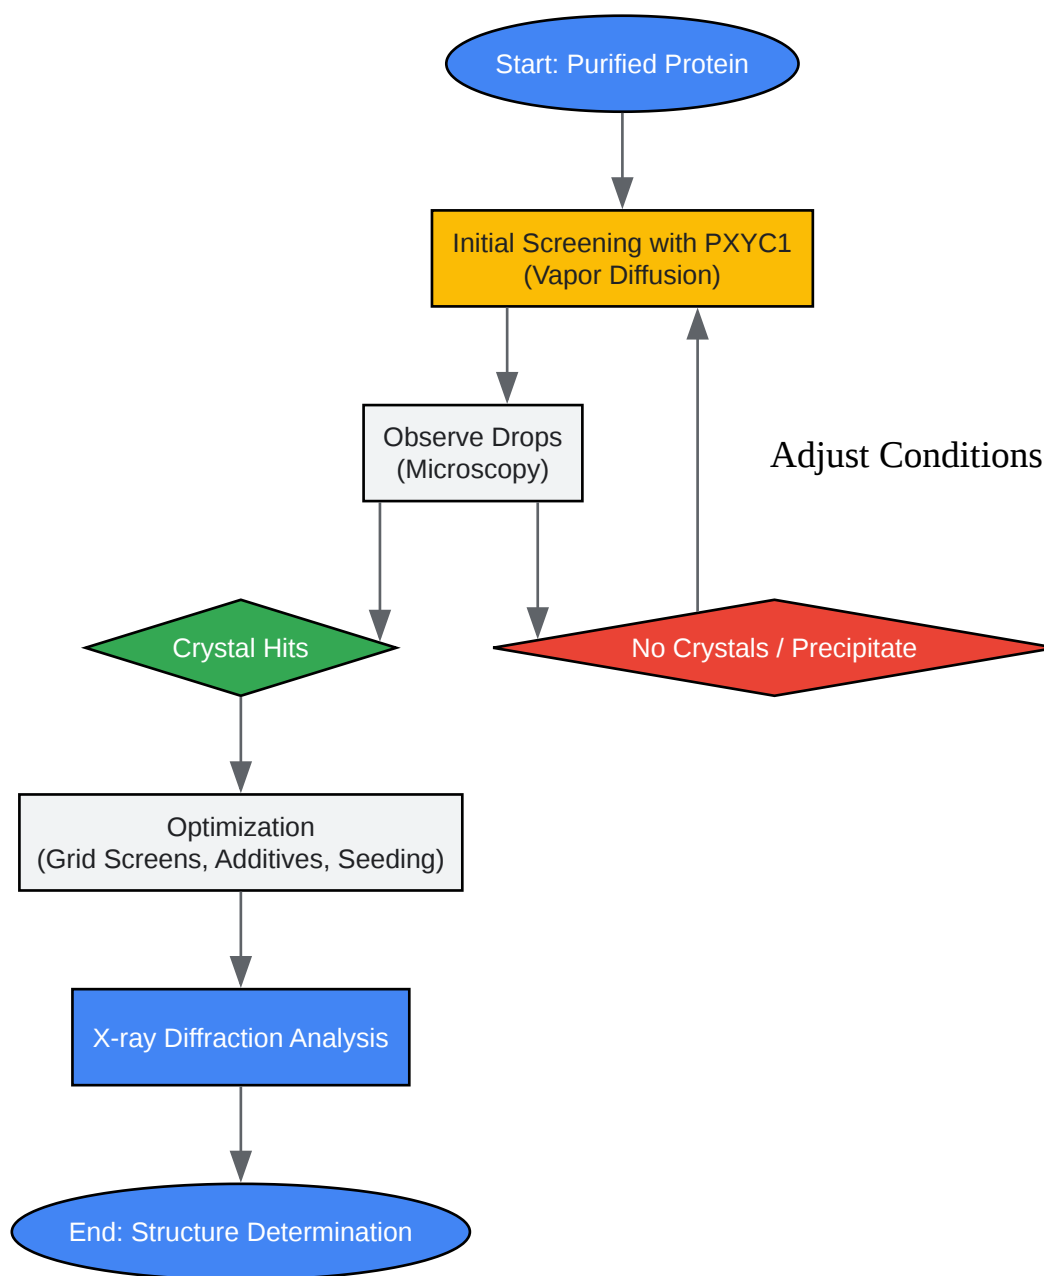 Start: Purified Protein
Initial Screening with PXYC1
(Vapor Diffusion)
Observe Drops
(Microscopy)
Adjust Conditions
Crystal Hits
No Crystals / Precipitate
Optimization
(Grid Screens, Additives, Seeding)
X-ray Diffraction Analysis
End: Structure Determination